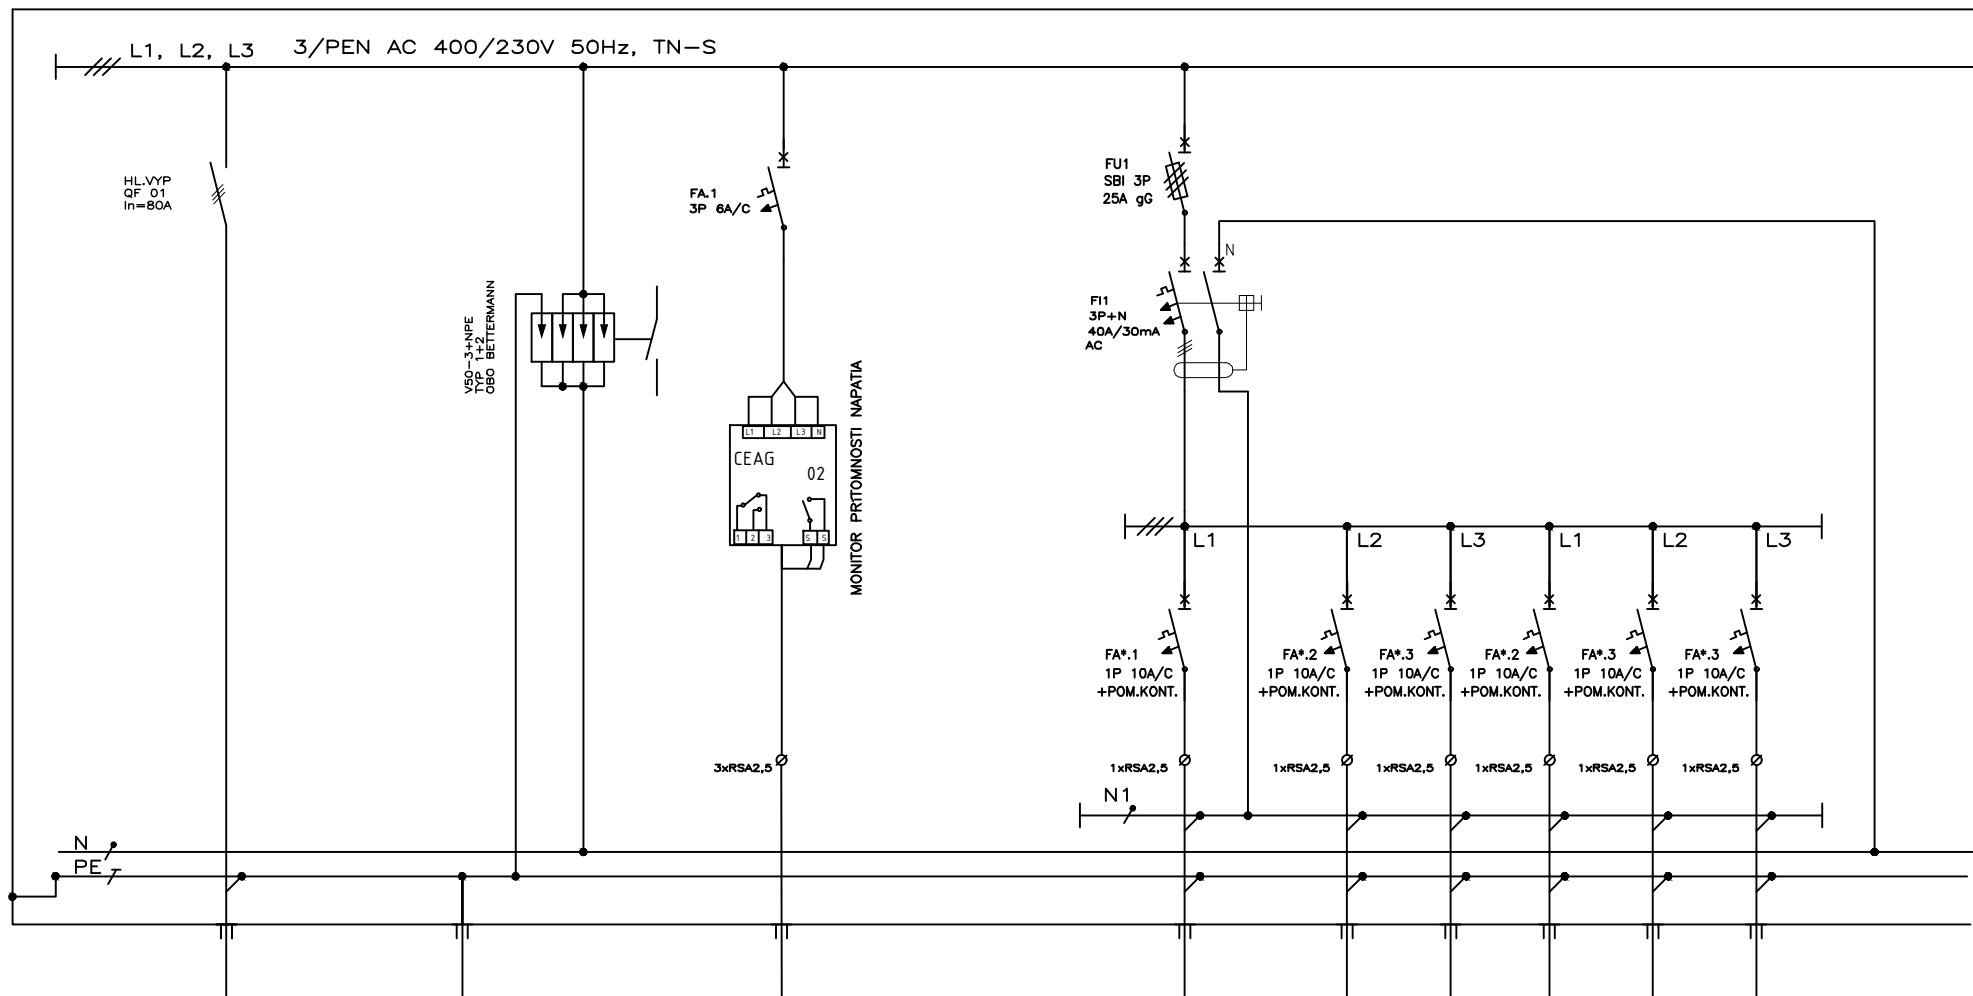 L1, L2, L3 3/PEN AC 400/230V 50Hz, TN-S
HL.VYP
QF 01
In=80A
V50-3+NPE
TYP 1+2
OBO BETTERMANN
FA.1
3P 6A/C
L1 L2 L3 N
CEAG
02
1 2 3 S S
MONITOR PRITOMNOSTI NAPATIA
3xRSA2,5
FU1
SBI 3P
25A gG
N
FI1
3P+N
40A/30mA
AC
L1 L2 L3 L1 L2 L3
FA*.1
1P 10A/C
+POM.KONT.
FA*.2
1P 10A/C
+POM.KONT.
FA*.3
1P 10A/C
+POM.KONT.
FA*.2
1P 10A/C
+POM.KONT.
FA*.3
1P 10A/C
+POM.KONT.
FA*.3
1P 10A/C
+POM.KONT.
1xRSA2,5 1xRSA2,5 1xRSA2,5 1xRSA2,5 1xRSA2,5 1xRSA2,5
N1
N
PE